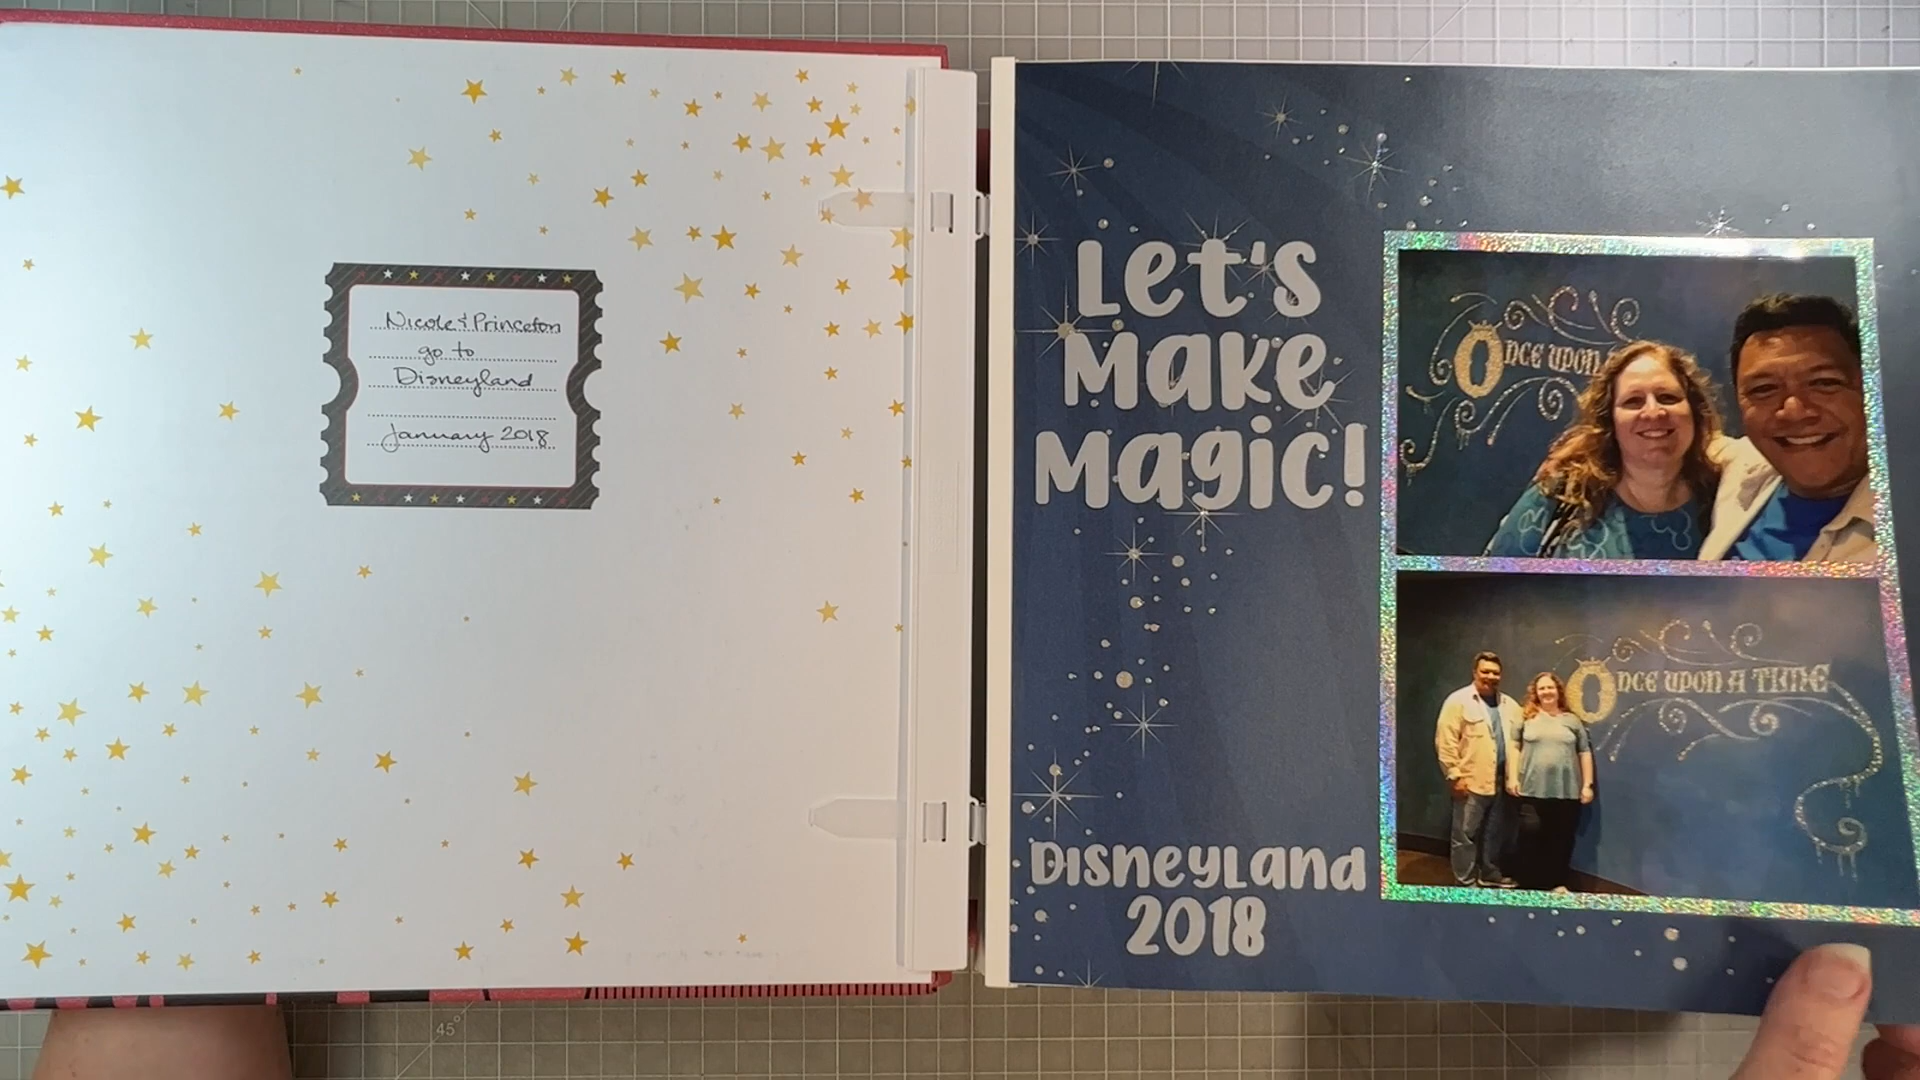 Nicole & Princeton
go to
Disneyland
January 2018
Let's
Make
Magic!
Once upon
Once upon a time
Disneyland
2018
45°